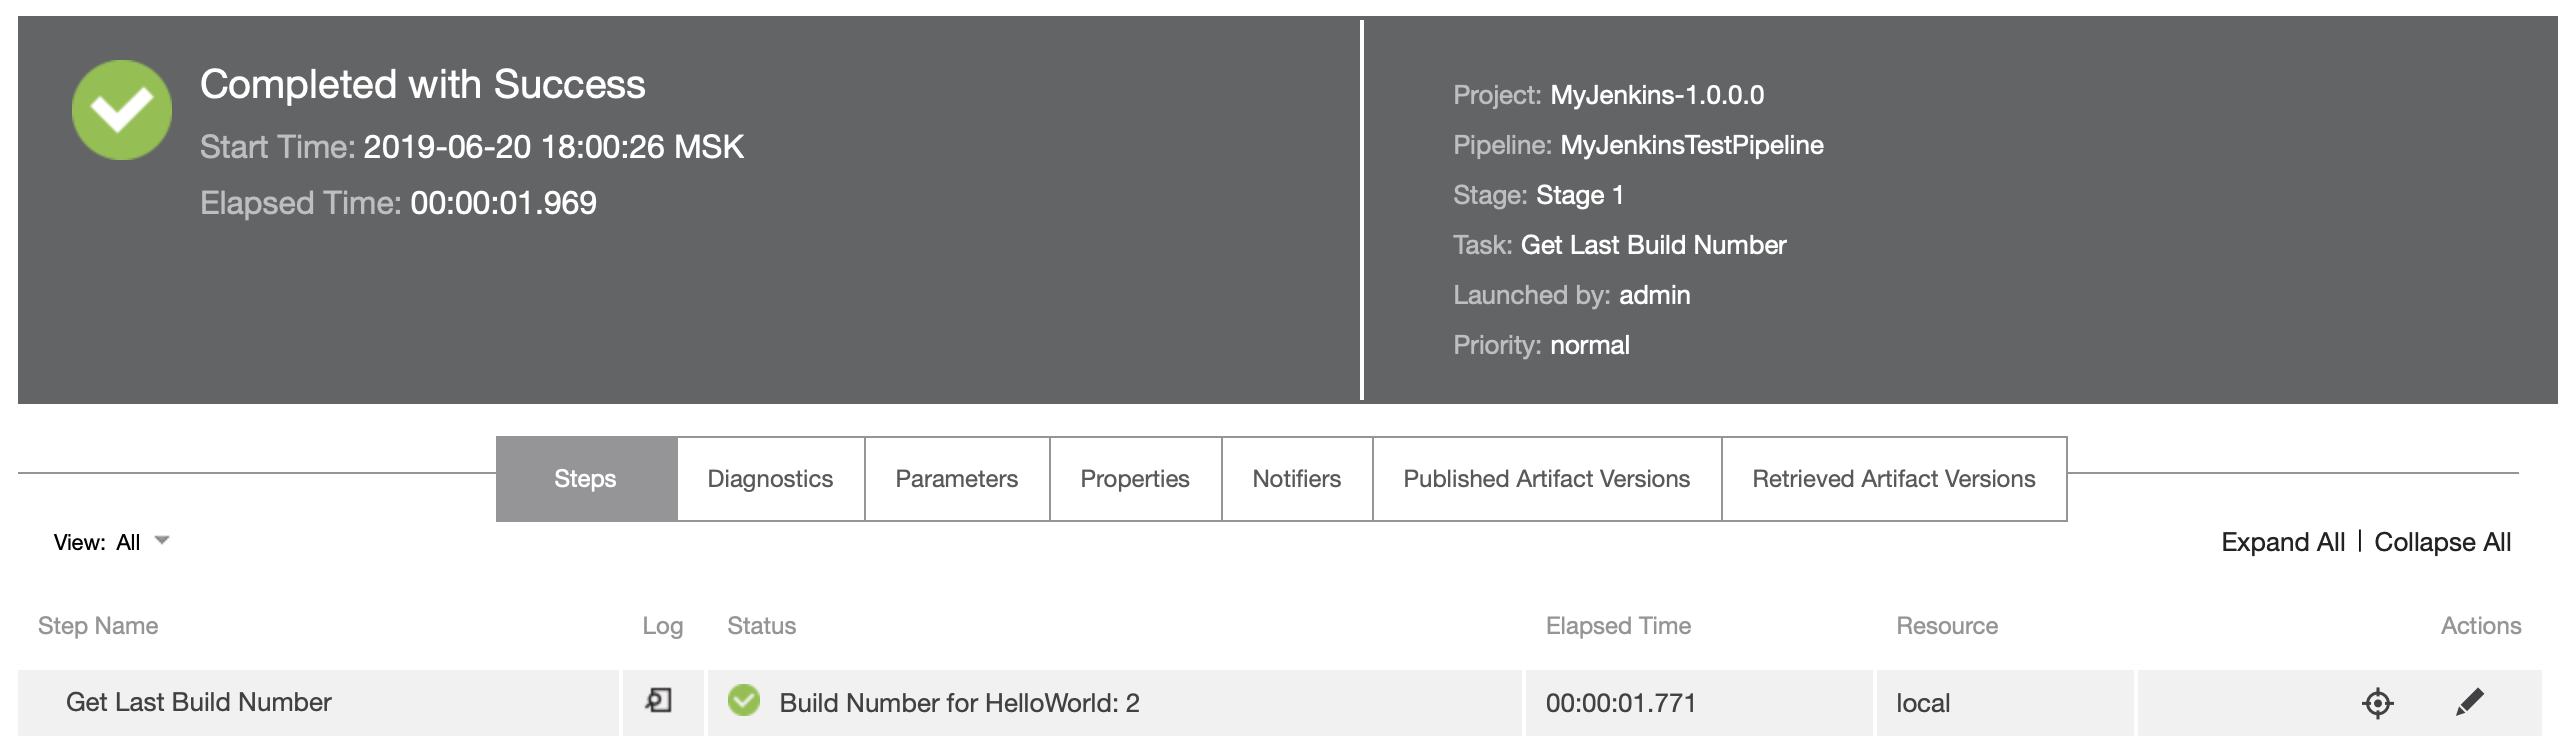 Completed with Success
Start Time: 2019-06-20 18:00:26 MSK
Elapsed Time: 00:00:01.969
Project: MyJenkins-1.0.0.0
Pipeline: MyJenkinsTestPipeline
Stage: Stage 1
Task: Get Last Build Number
Launched by: admin
Priority: normal
Steps Diagnostics Parameters Properties Notifiers Published Artifact Versions Retrieved Artifact Versions
View: All Expand All | Collapse All
Step Name Log Status Elapsed Time Resource Actions
Get Last Build Number Build Number for HelloWorld: 2 00:00:01.771 local